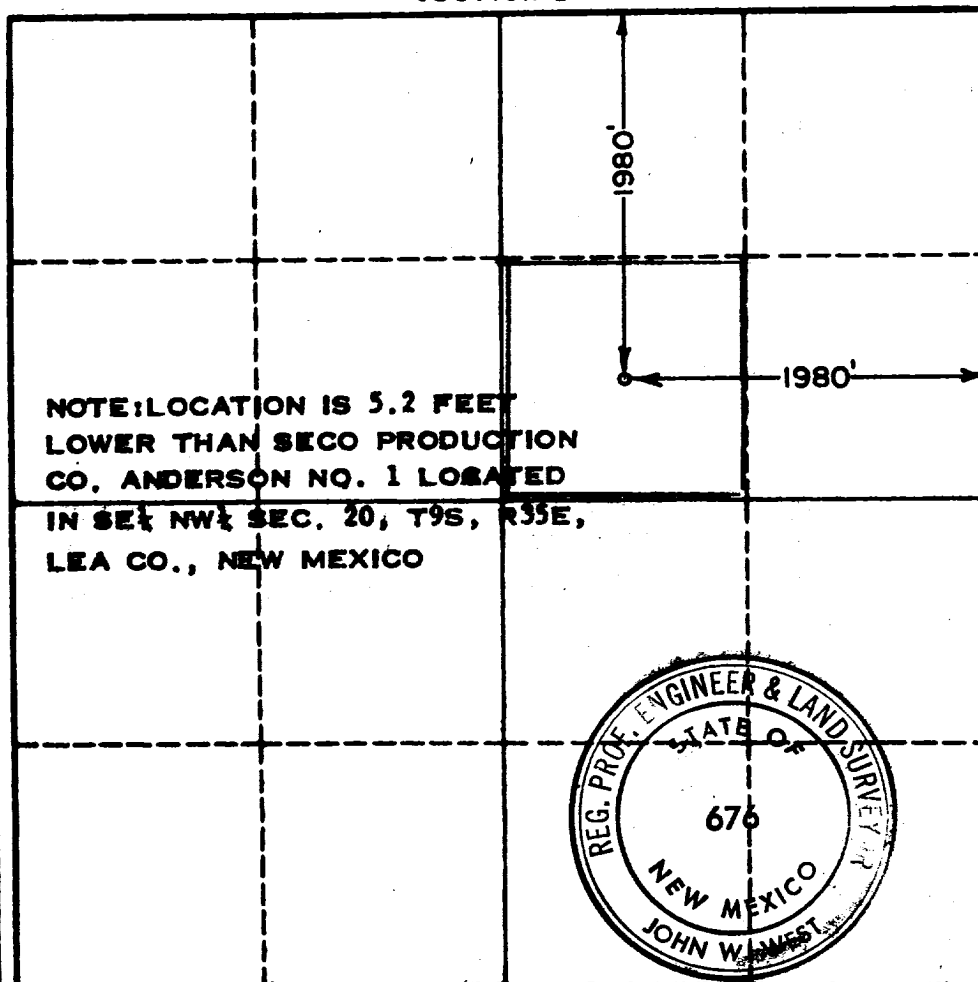 1980'
1980'
NOTE: LOCATION IS 5.2 FEET
LOWER THAN SECO PRODUCTION
CO. ANDERSON NO. 1 LOCATED
IN SE¼ NW¼ SEC. 20, T9S, R35E,
LEA CO., NEW MEXICO
REG. PROF. ENGINEER & LAND SURVEYOR
STATE OF
676
NEW MEXICO
JOHN W. WEST